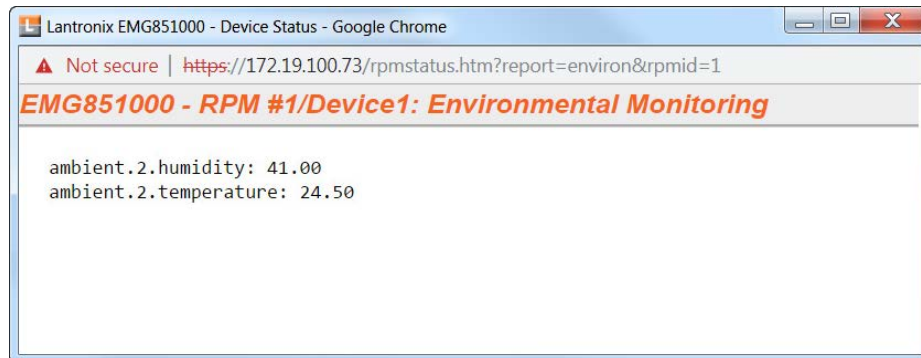 Lantronix EMG851000 - Device Status - Google Chrome
Not secure | https://172.19.100.73/rpmstatus.htm?report=environ&rpmid=1
EMG851000 - RPM #1/Device1: Environmental Monitoring
ambient.2.humidity: 41.00
ambient.2.temperature: 24.50